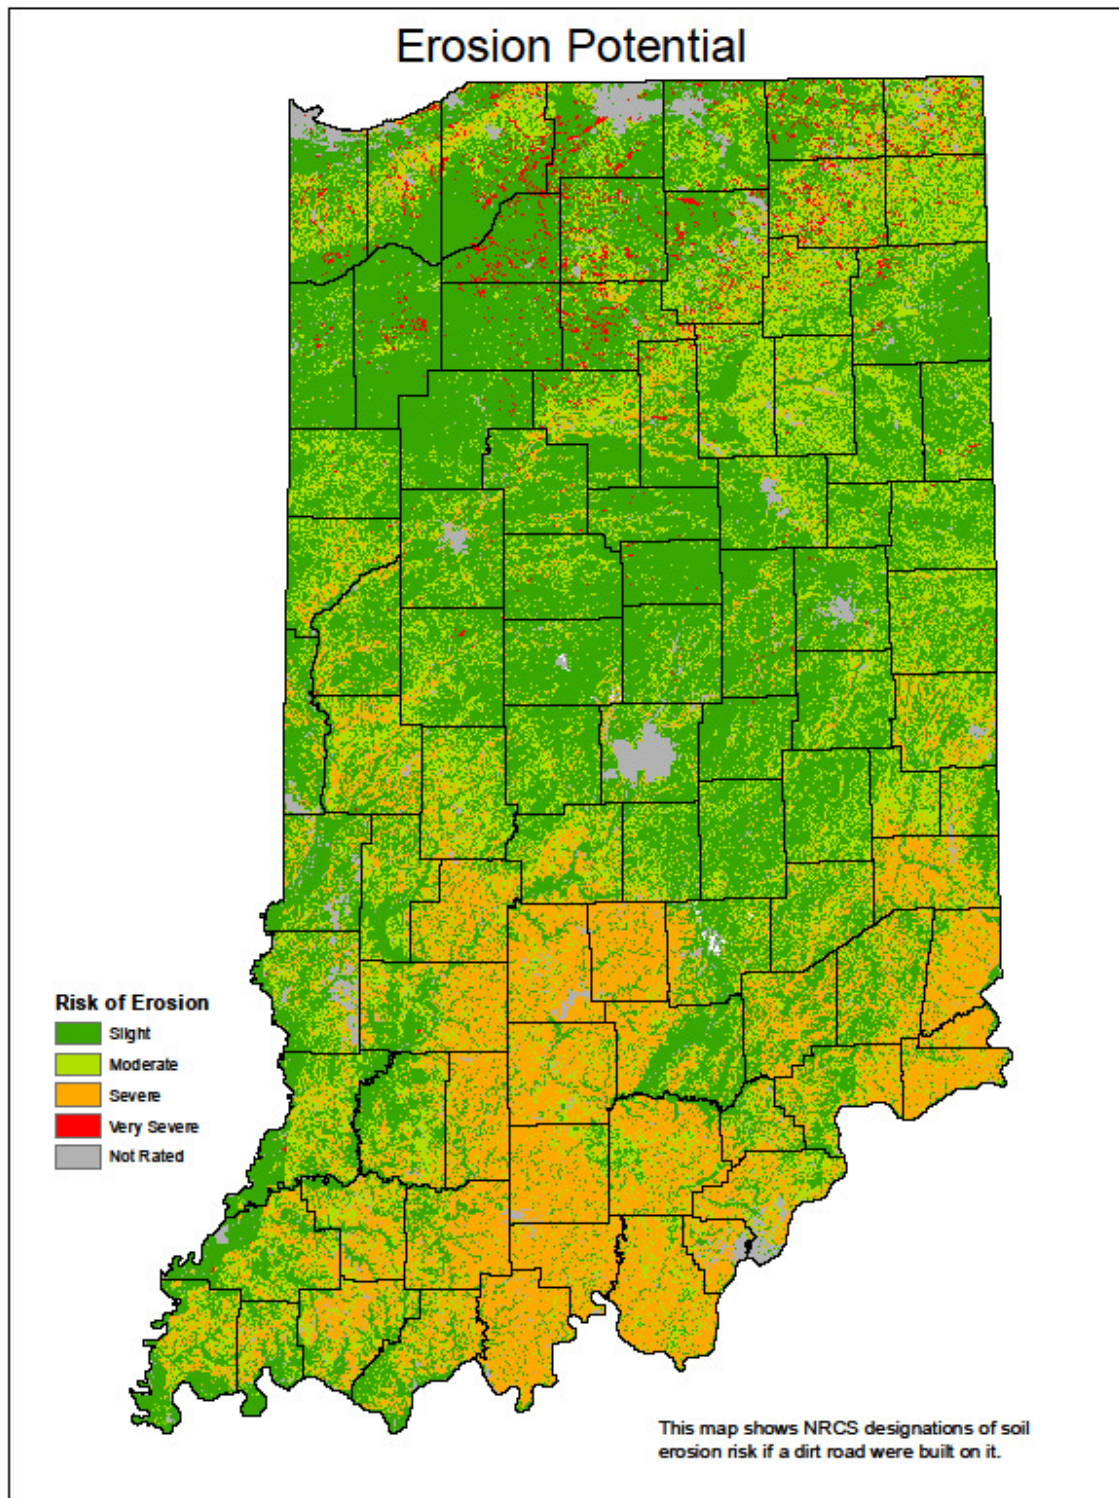 Erosion Potential
Risk of Erosion
Slight
Moderate
Severe
Very Severe
Not Rated
This map shows NRCS designations of soil
erosion risk if a dirt road were built on it.